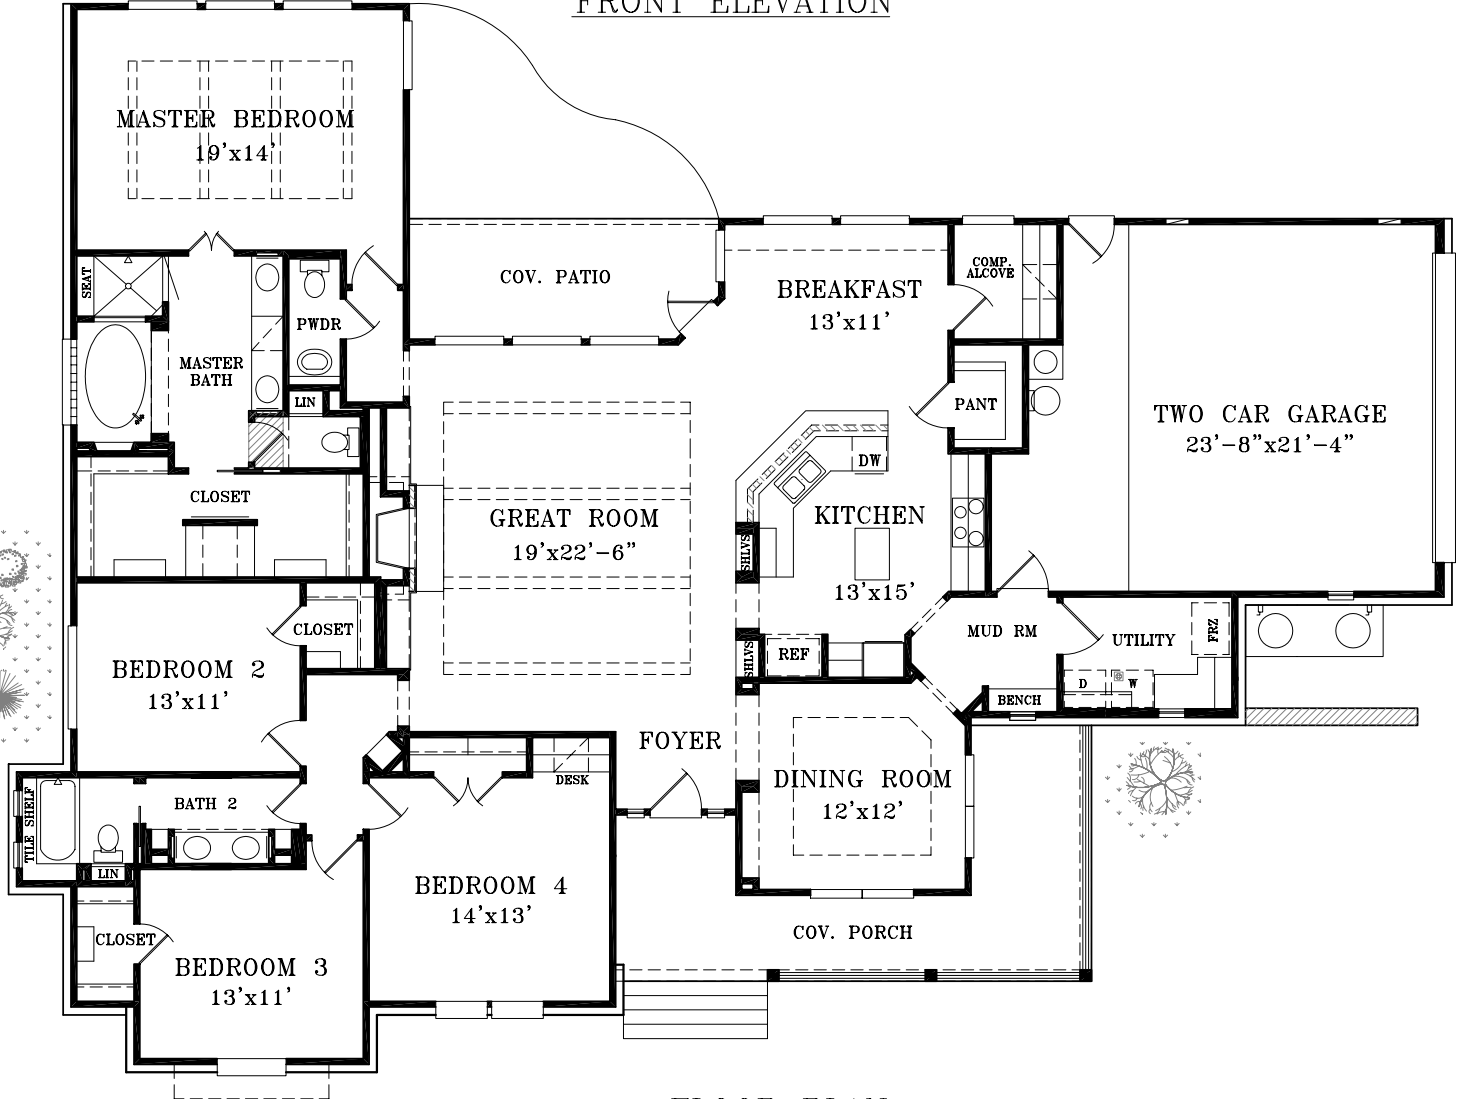 FRONT ELEVATION
MASTER BEDROOM
19'x14'
COV. PATIO
BREAKFAST
13'x11'
COMP.
ALCOVE
SEAT
PWDR
MASTER
BATH
LIN
PANT
TWO CAR GARAGE
23'-8"x21'-4"
DW
CLOSET
GREAT ROOM
19'x22'-6"
KITCHEN
13'x15'
SHLVS
CLOSET
MUD RM
UTILITY
FRZ
BEDROOM 2
13'x11'
SHLVS
REF
D
W
BENCH
FOYER
DESK
DINING ROOM
12'x12'
TILE SHELF
BATH 2
LIN
BEDROOM 4
14'x13'
COV. PORCH
CLOSET
BEDROOM 3
13'x11'
FLOOR PLAN